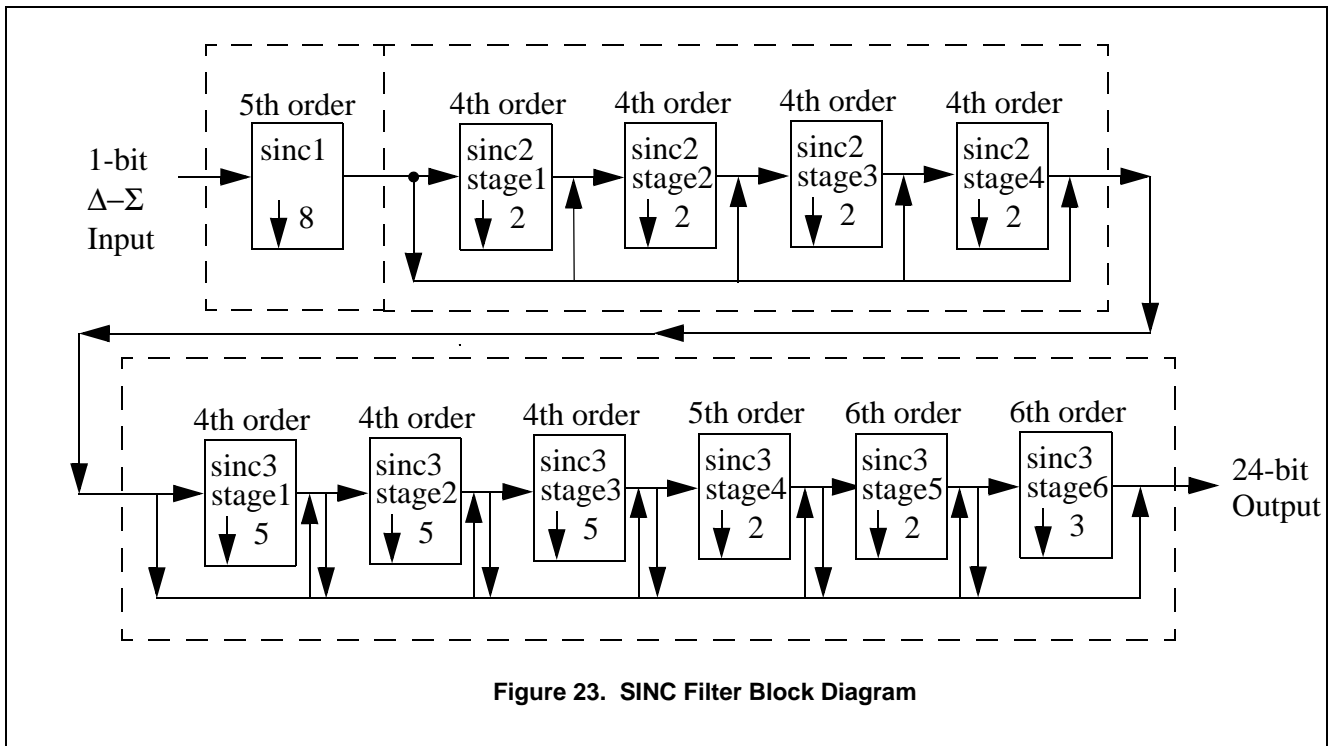 5th order
4th order
4th order
4th order
4th order
1-bit
Δ–Σ
Input
sinc1
8
sinc2
stage1
2
sinc2
stage2
2
sinc2
stage3
2
sinc2
stage4
2
4th order
4th order
4th order
5th order
6th order
6th order
sinc3
stage1
5
sinc3
stage2
5
sinc3
stage3
5
sinc3
stage4
2
sinc3
stage5
2
sinc3
stage6
3
24-bit
Output
Figure 23. SINC Filter Block Diagram